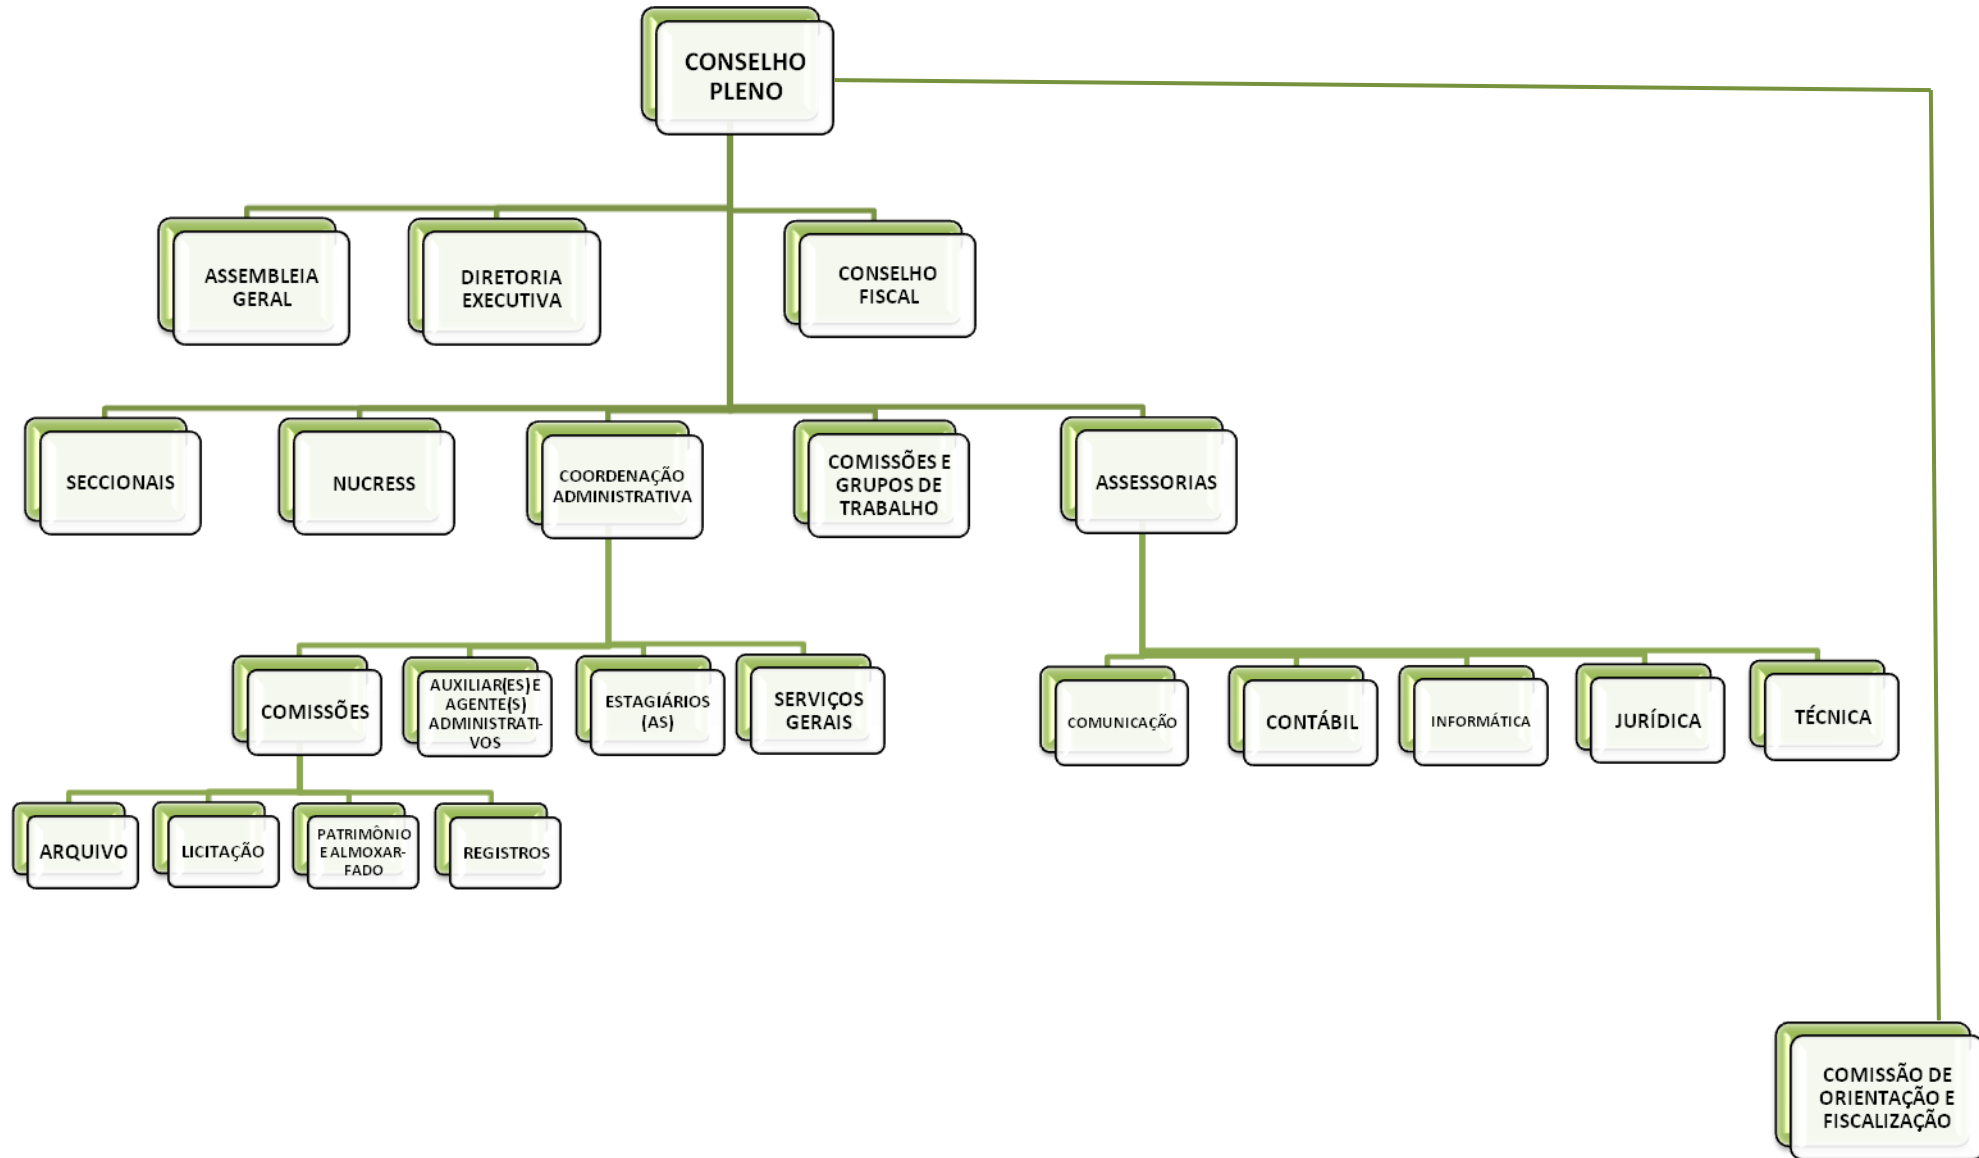 CONSELHO
PLENO
ASSEMBLEIA
GERAL
DIRETORIA
EXECUTIVA
CONSELHO
FISCAL
SECCIONAIS
NUCRESS
COORDENAÇÃO
ADMINISTRATIVA
COMISSÕES E
GRUPOS DE
TRABALHO
ASSESSORIAS
COMISSÕES
AUXILIAR(ES) E
AGENTE(S)
ADMINISTRATI-
VOS
ESTAGIÁRIOS
(AS)
SERVIÇOS
GERAIS
COMUNICAÇÃO
CONTÁBIL
INFORMÁTICA
JURÍDICA
TÉCNICA
ARQUIVO
LICITAÇÃO
PATRIMÔNIO
E ALMOXAR-
FADO
REGISTROS
COMISSÃO DE
ORIENTAÇÃO E
FISCALIZAÇÃO